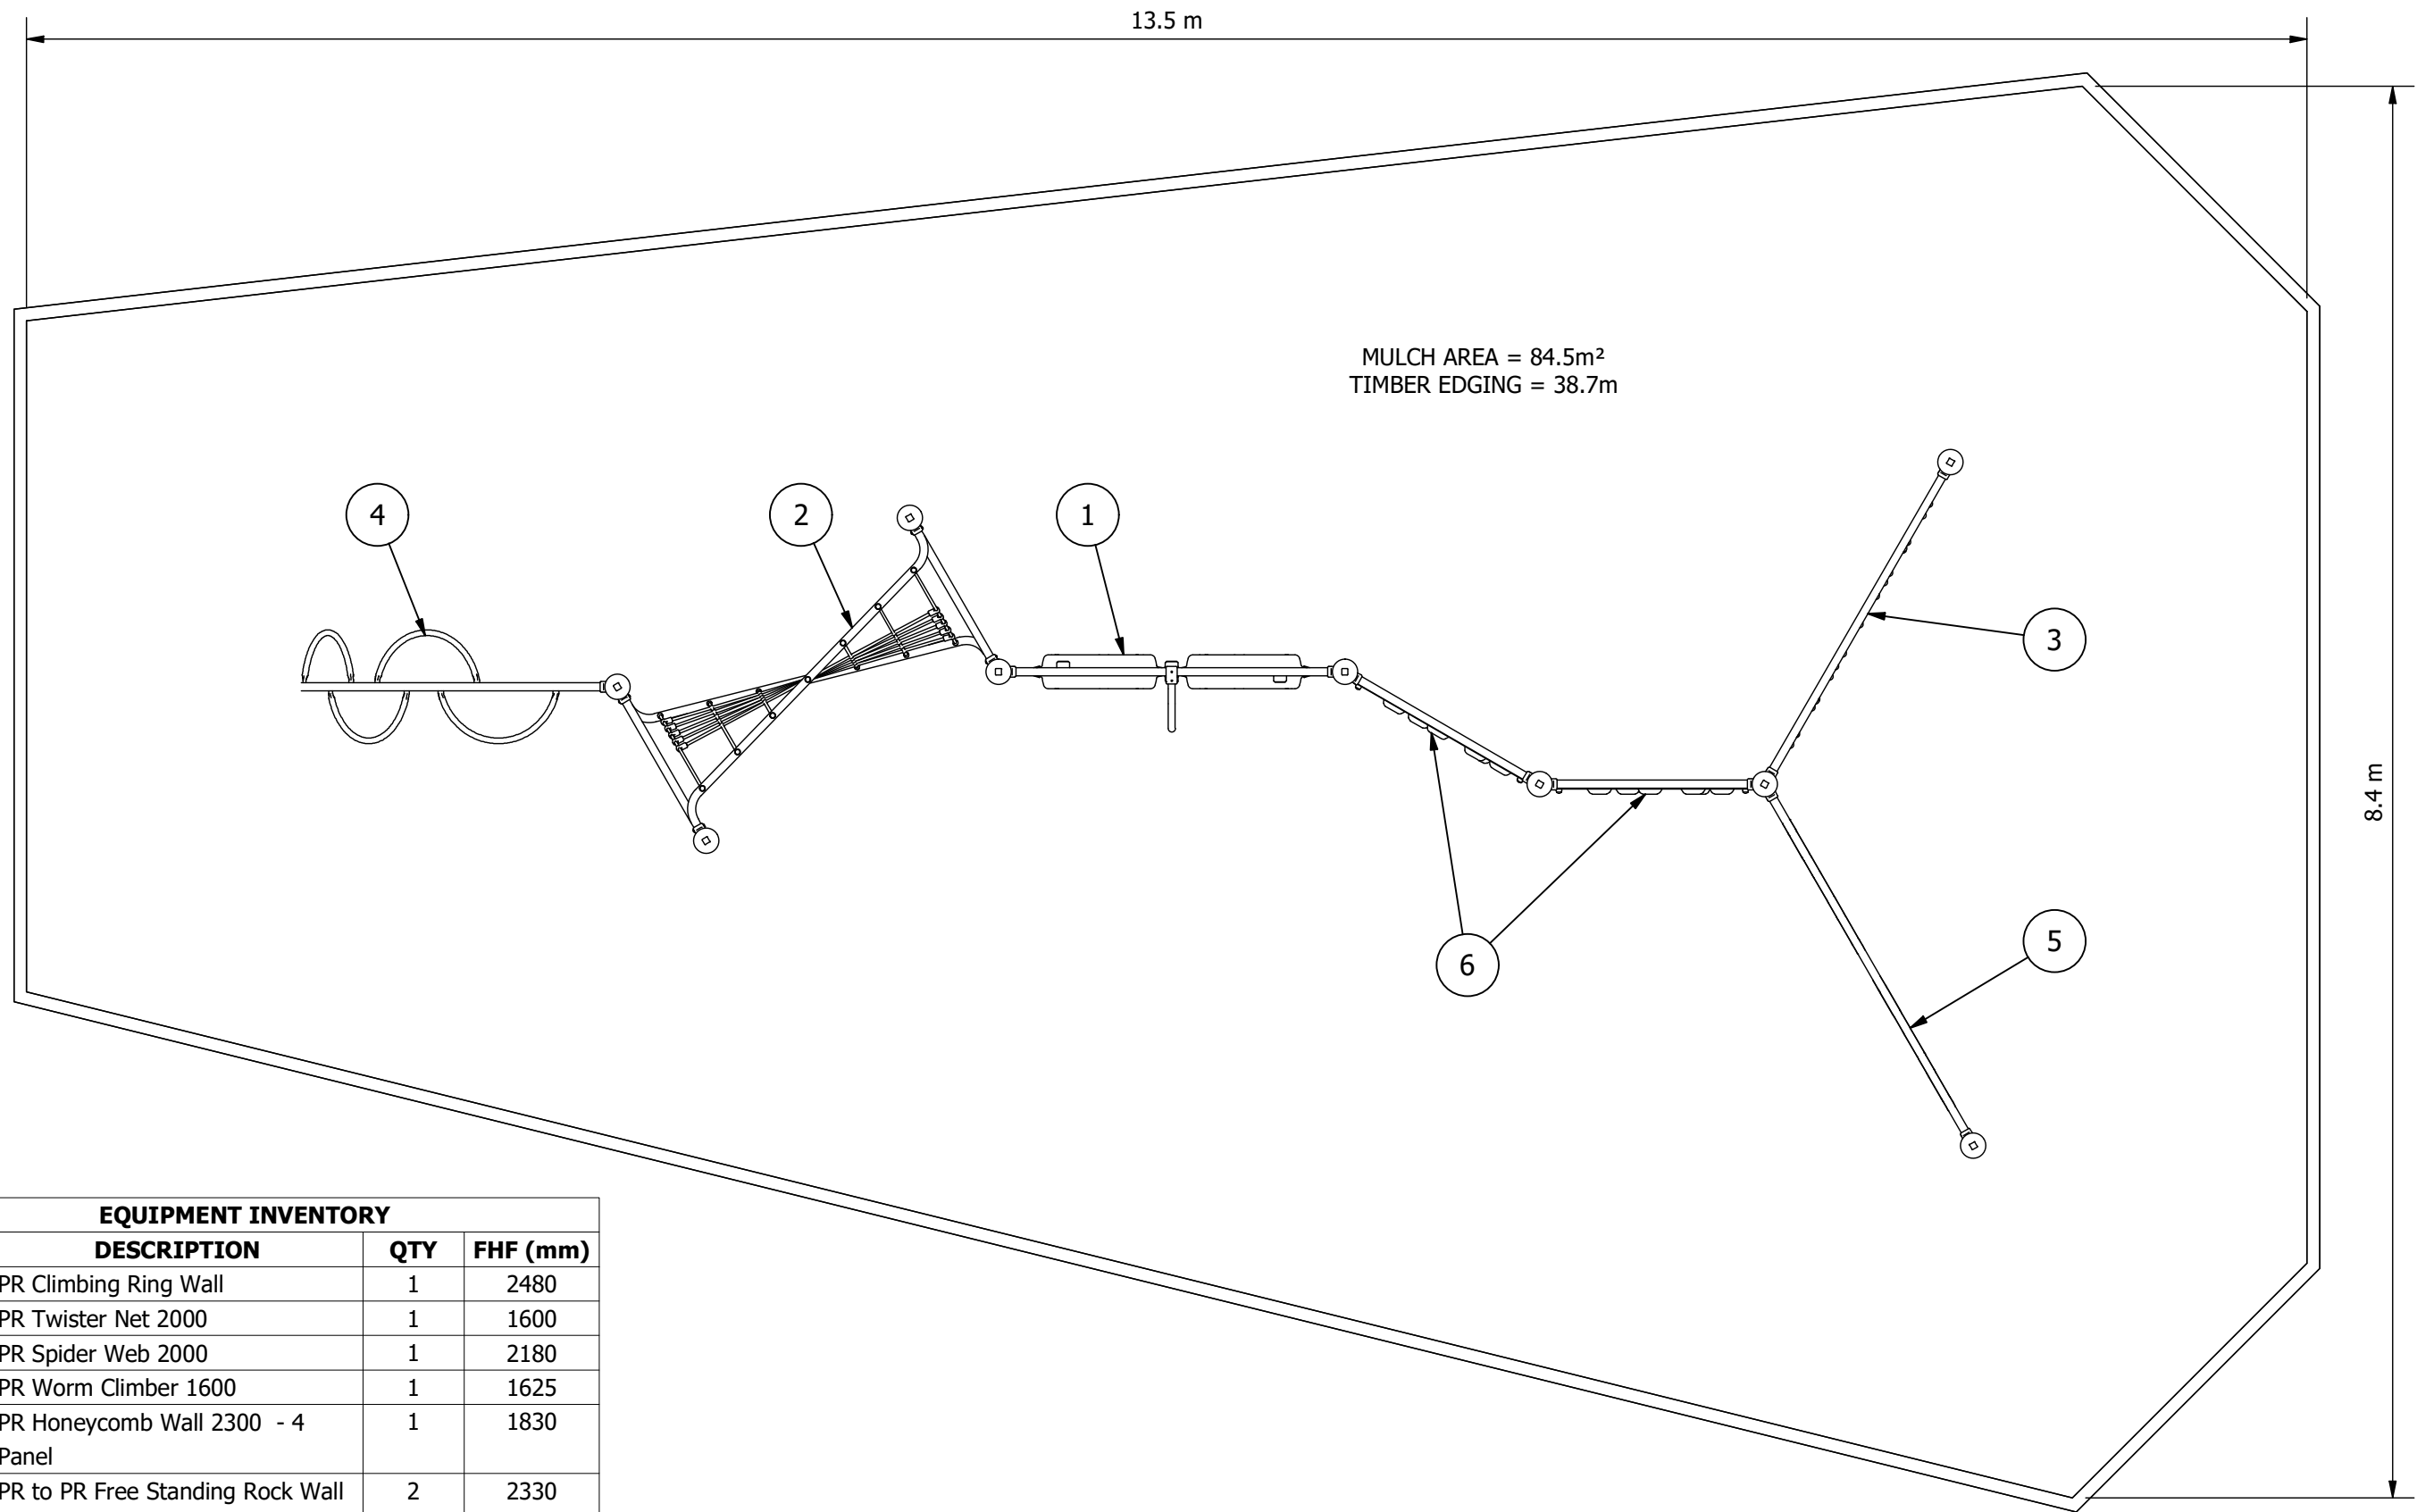 13.5 m
MULCH AREA = 84.5m²
TIMBER EDGING = 38.7m
4
2
1
3
8.4 m
6
5
EQUIPMENT INVENTORY
DESCRIPTION QTY FHF (mm)
PR Climbing Ring Wall 1 2480
PR Twister Net 2000 1 1600
PR Spider Web 2000 1 2180
PR Worm Climber 1600 1 1625
PR Honeycomb Wall 2300 - 4 1 1830
Panel
PR to PR Free Standing Rock Wall 2 2330